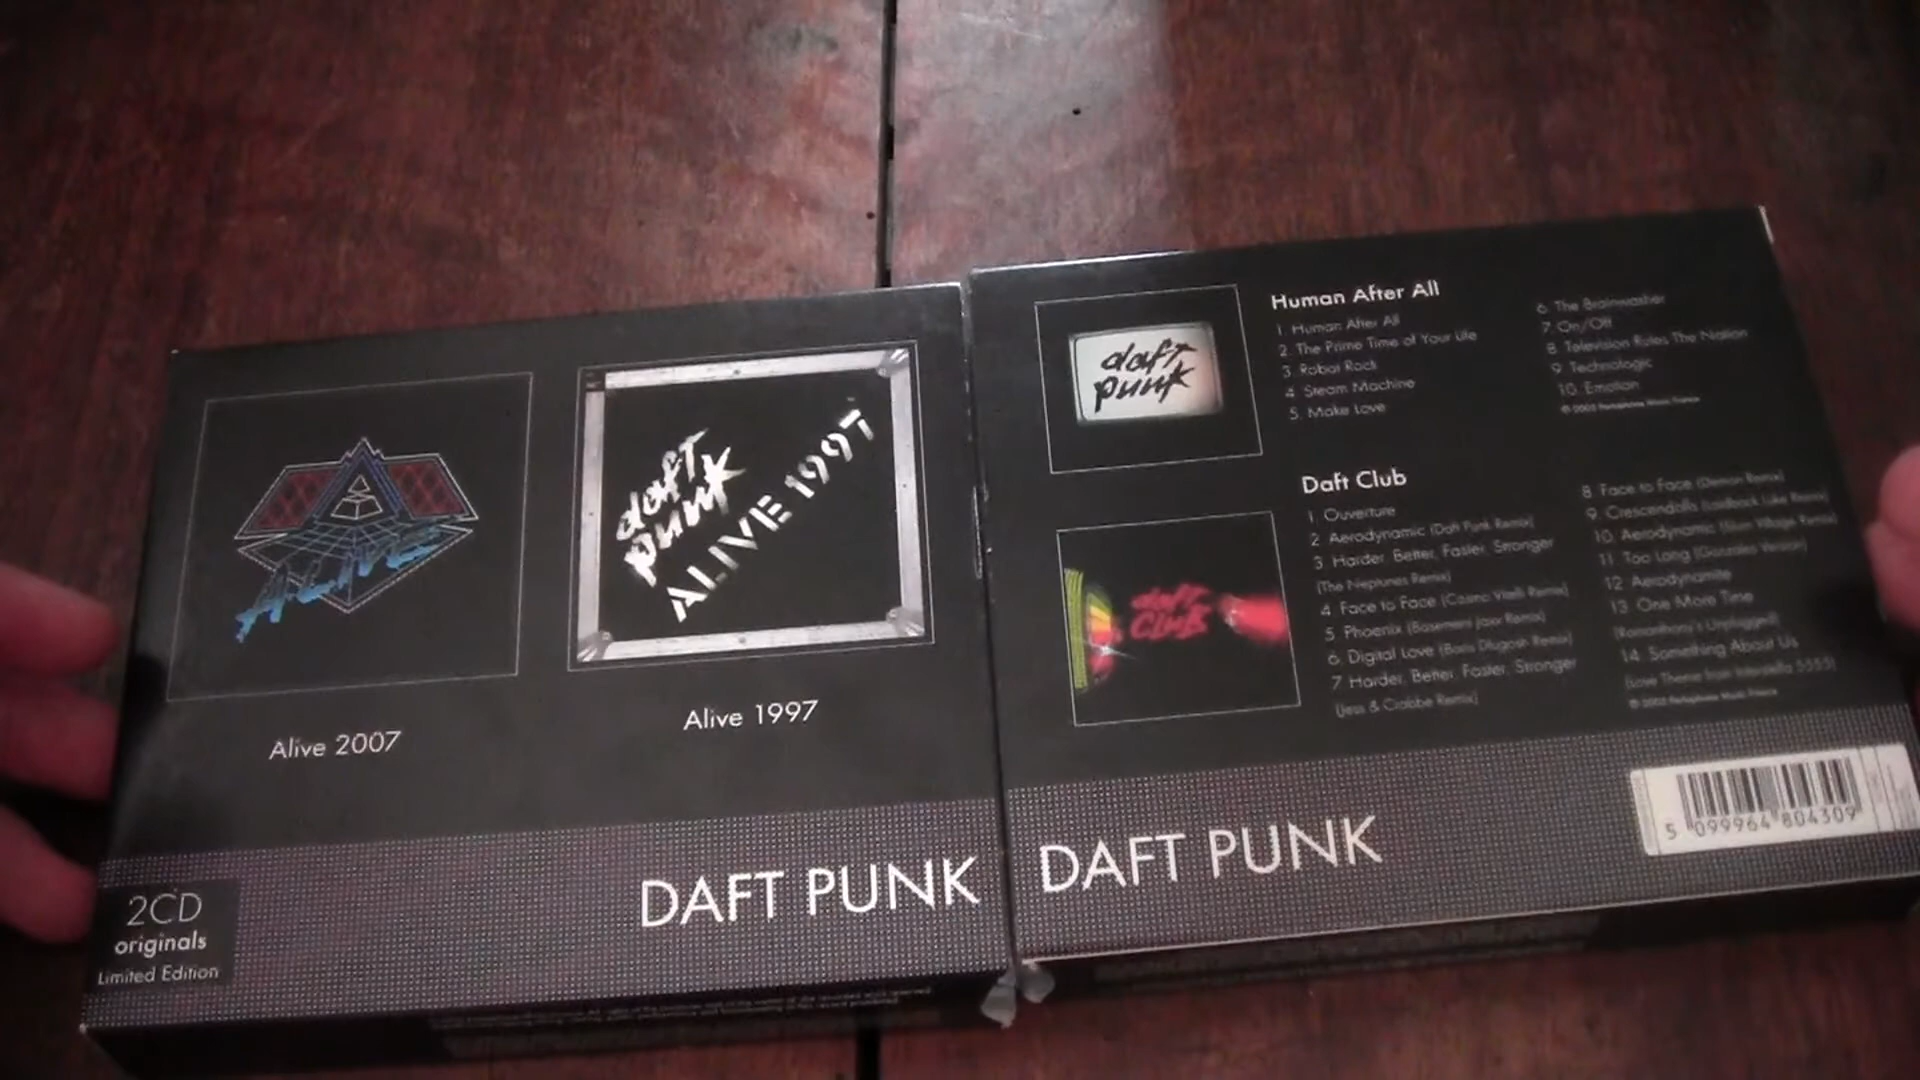 ALIVE
daft
punk
ALIVE 1997
Alive 2007
Alive 1997
2CD
originals
Limited Edition
DAFT PUNK
daft
punk
Human After All
1. Human After All
2. The Prime Time of Your Life
3. Robot Rock
4. Steam Machine
5. Make Love
6. The Brainwasher
7. On/Off
8. Television Rules The Nation
9. Technologic
10. Emotion
daft
CLUB
Daft Club
1. Ouverture
2. Aerodynamic (Daft Punk Remix)
3. Harder, Better, Faster, Stronger
(The Neptunes Remix)
4. Face to Face (Cosmo Vitelli Remix)
5. Phoenix (Basement Jaxx Remix)
6. Digital Love (Boris Dlugosh Remix)
7. Harder, Better, Faster, Stronger
(Jess & Crabbe Remix)
8. Face to Face (Demon Remix)
9. Crescendolls (Laidback Luke Remix)
10. Aerodynamic (Slum Village Remix)
11. Too Long (Gonzales Version)
12. Aerodynamite
13. One More Time
(Romanthony's Unplugged)
14. Something About Us
(Love Theme from Interstella 5555)
DAFT PUNK
5 099964 804309